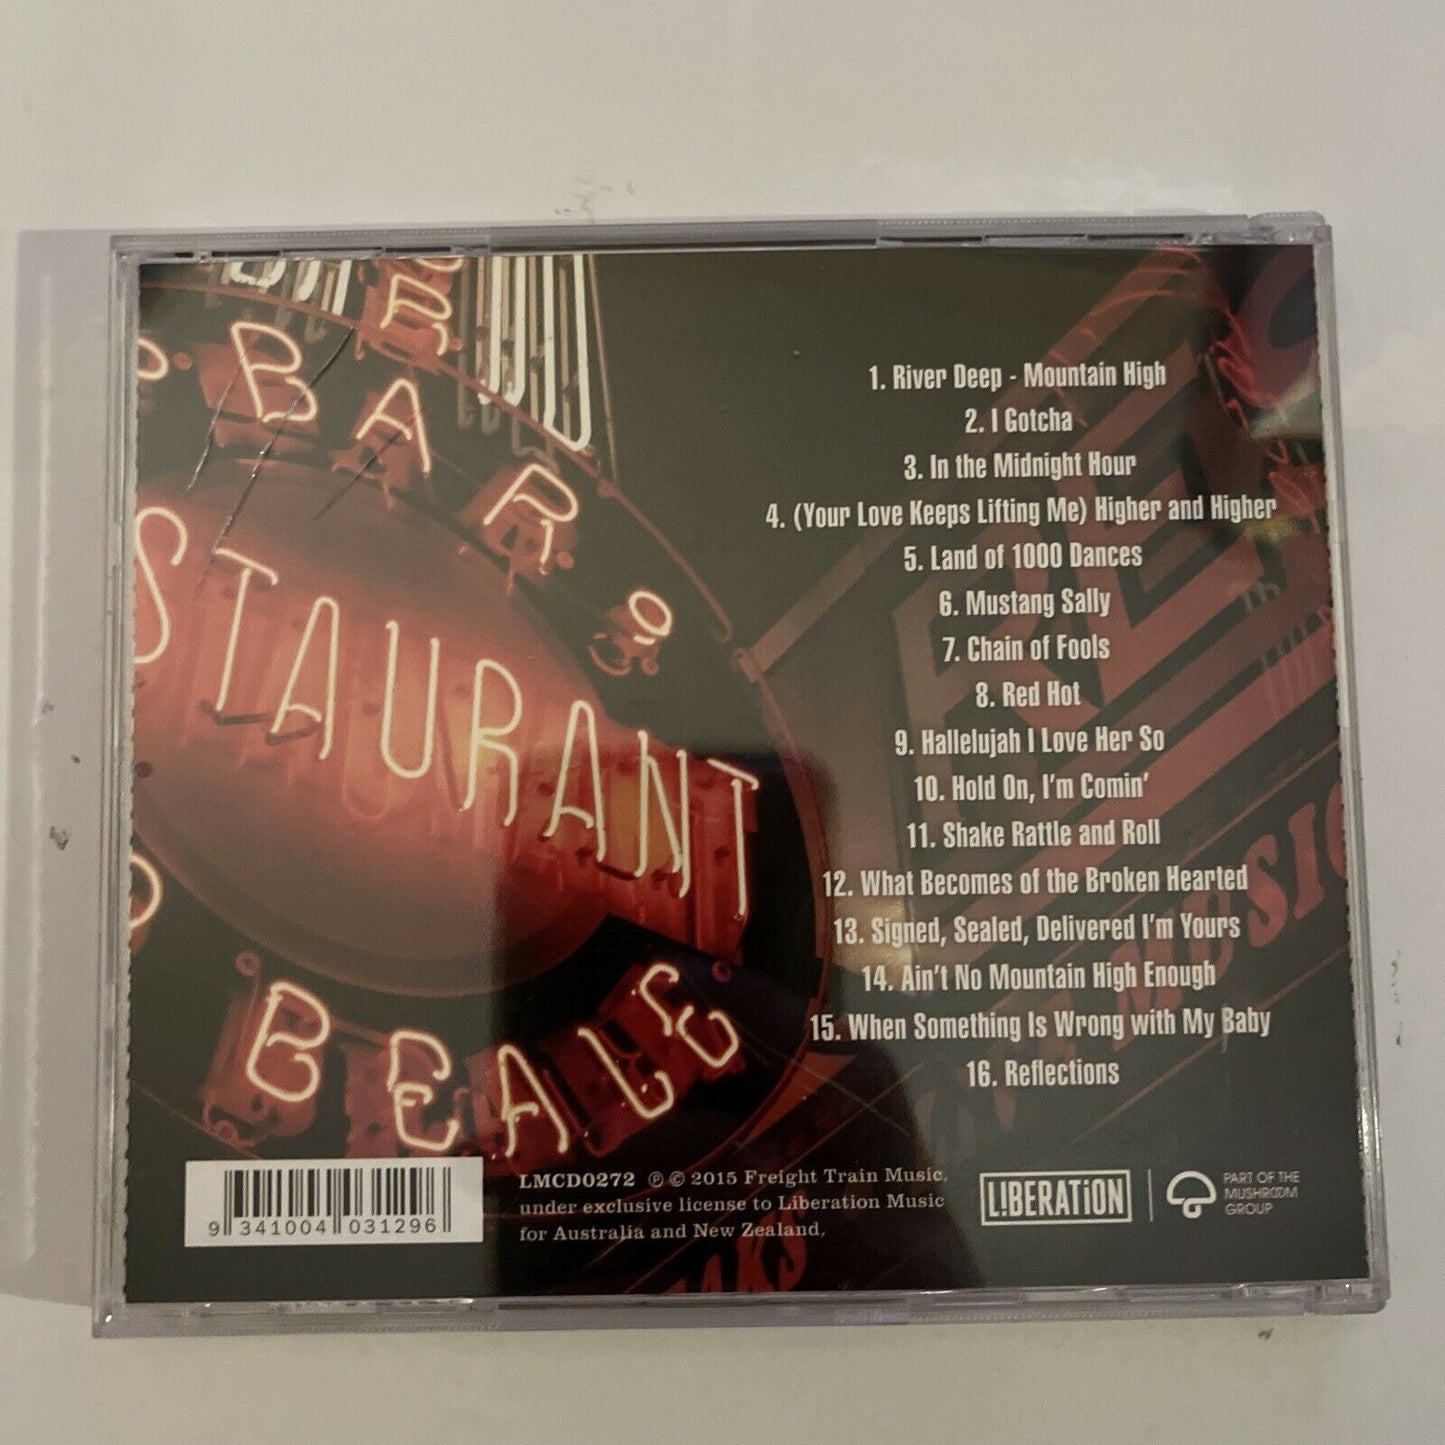 BAR
BAR
STAURANT
BEALE
1. River Deep - Mountain High
2. I Gotcha
3. In the Midnight Hour
4. (Your Love Keeps Lifting Me) Higher and Higher
5. Land of 1000 Dances
6. Mustang Sally
7. Chain of Fools
8. Red Hot
9. Hallelujah I Love Her So
10. Hold On, I'm Comin'
11. Shake Rattle and Roll
12. What Becomes of the Broken Hearted
13. Signed, Sealed, Delivered I'm Yours
14. Ain't No Mountain High Enough
15. When Something Is Wrong with My Baby
16. Reflections
9 341004 031296
LMCD0272 ℗ © 2015 Freight Train Music,
under exclusive license to Liberation Music
for Australia and New Zealand,
L!BERATiON
PART OF THE
MUSHROOM
GROUP